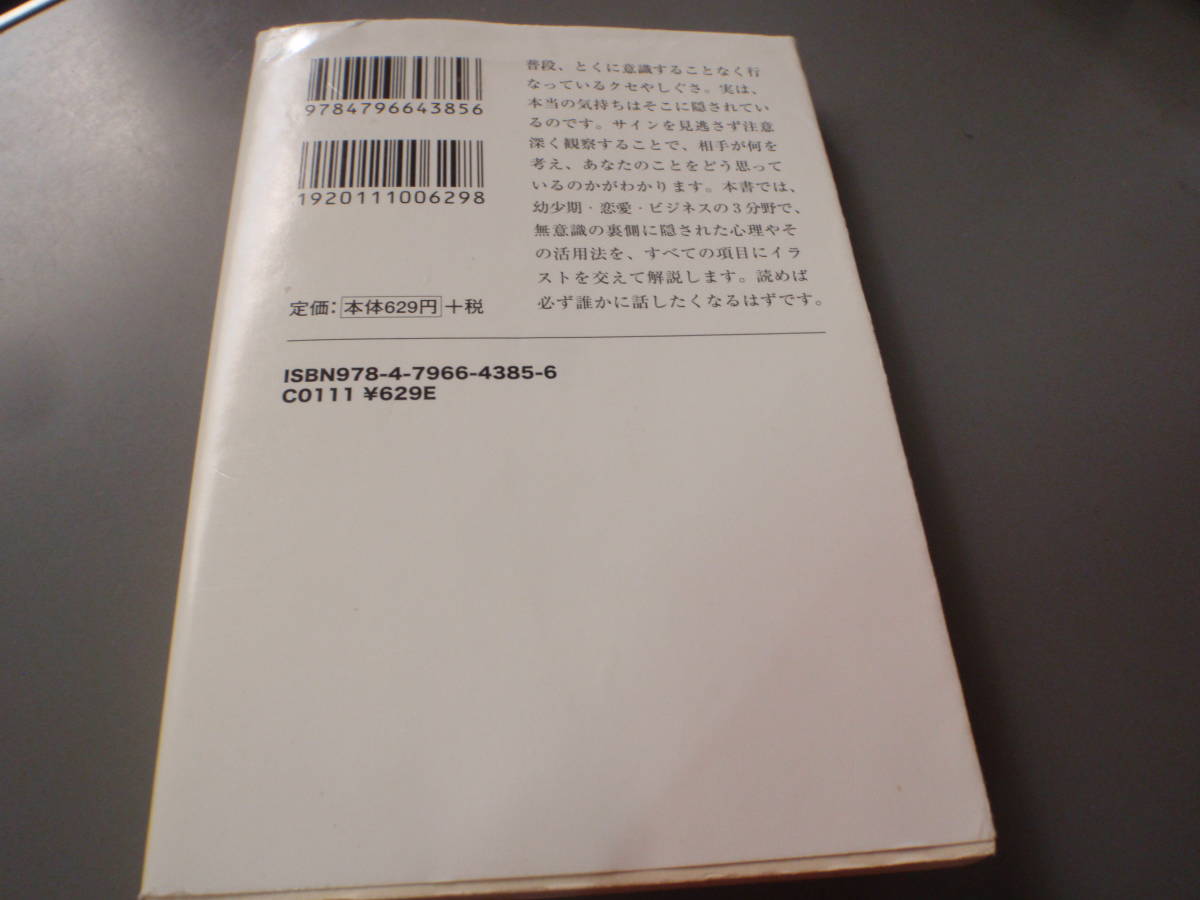 9784796643856
1920111006298
定価：本体629円＋税
ISBN978-4-7966-4385-6
C0111 ¥629E
普段、とくに意識することなく行
なっているクセやしぐさ。実は、
本当の気持ちはそこに隠されてい
るのです。サインを見逃さず注意
深く観察することで、相手が何を
考え、あなたのことをどう思って
いるのかがわかります。本書では、
幼少期・恋愛・ビジネスの3分野で、
無意識の裏側に隠された心理やそ
の活用法を、すべての項目にイラ
ストを交えて解説します。読めば
必ず誰かに話したくなるはずです。